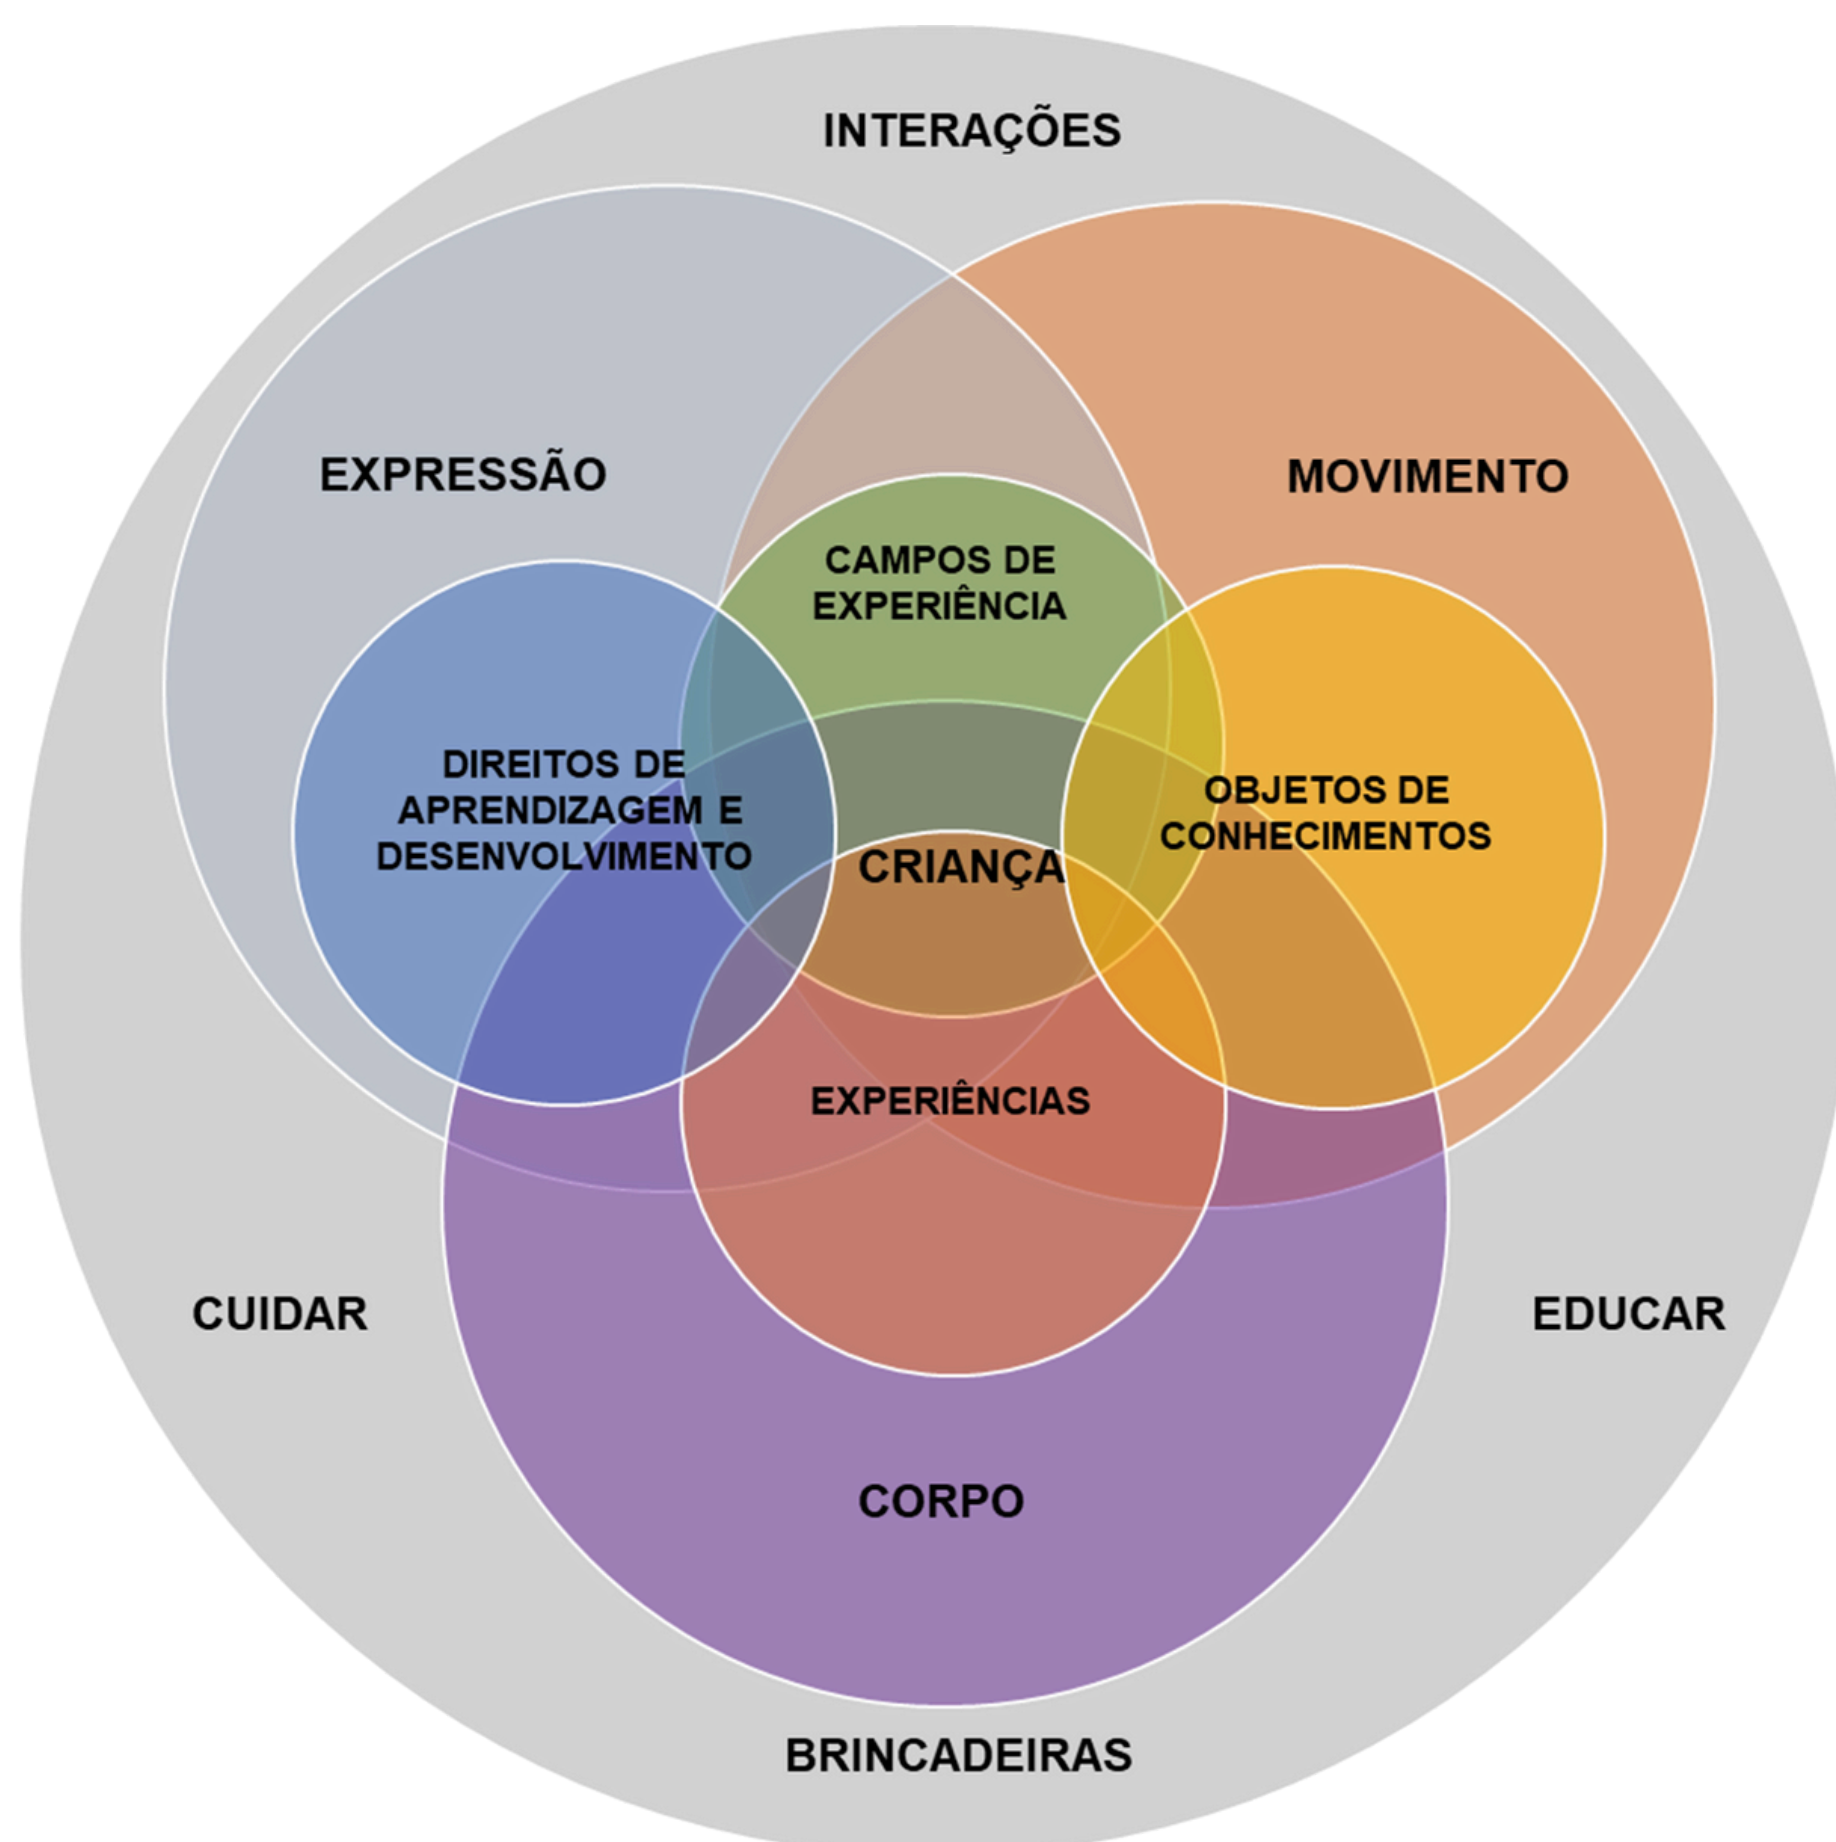 INTERAÇÕES
EXPRESSÃO
MOVIMENTO
CAMPOS DE
EXPERIÊNCIA
DIREITOS DE
APRENDIZAGEM E
DESENVOLVIMENTO
OBJETOS DE
CONHECIMENTOS
CRIANÇA
EXPERIÊNCIAS
CUIDAR
EDUCAR
CORPO
BRINCADEIRAS